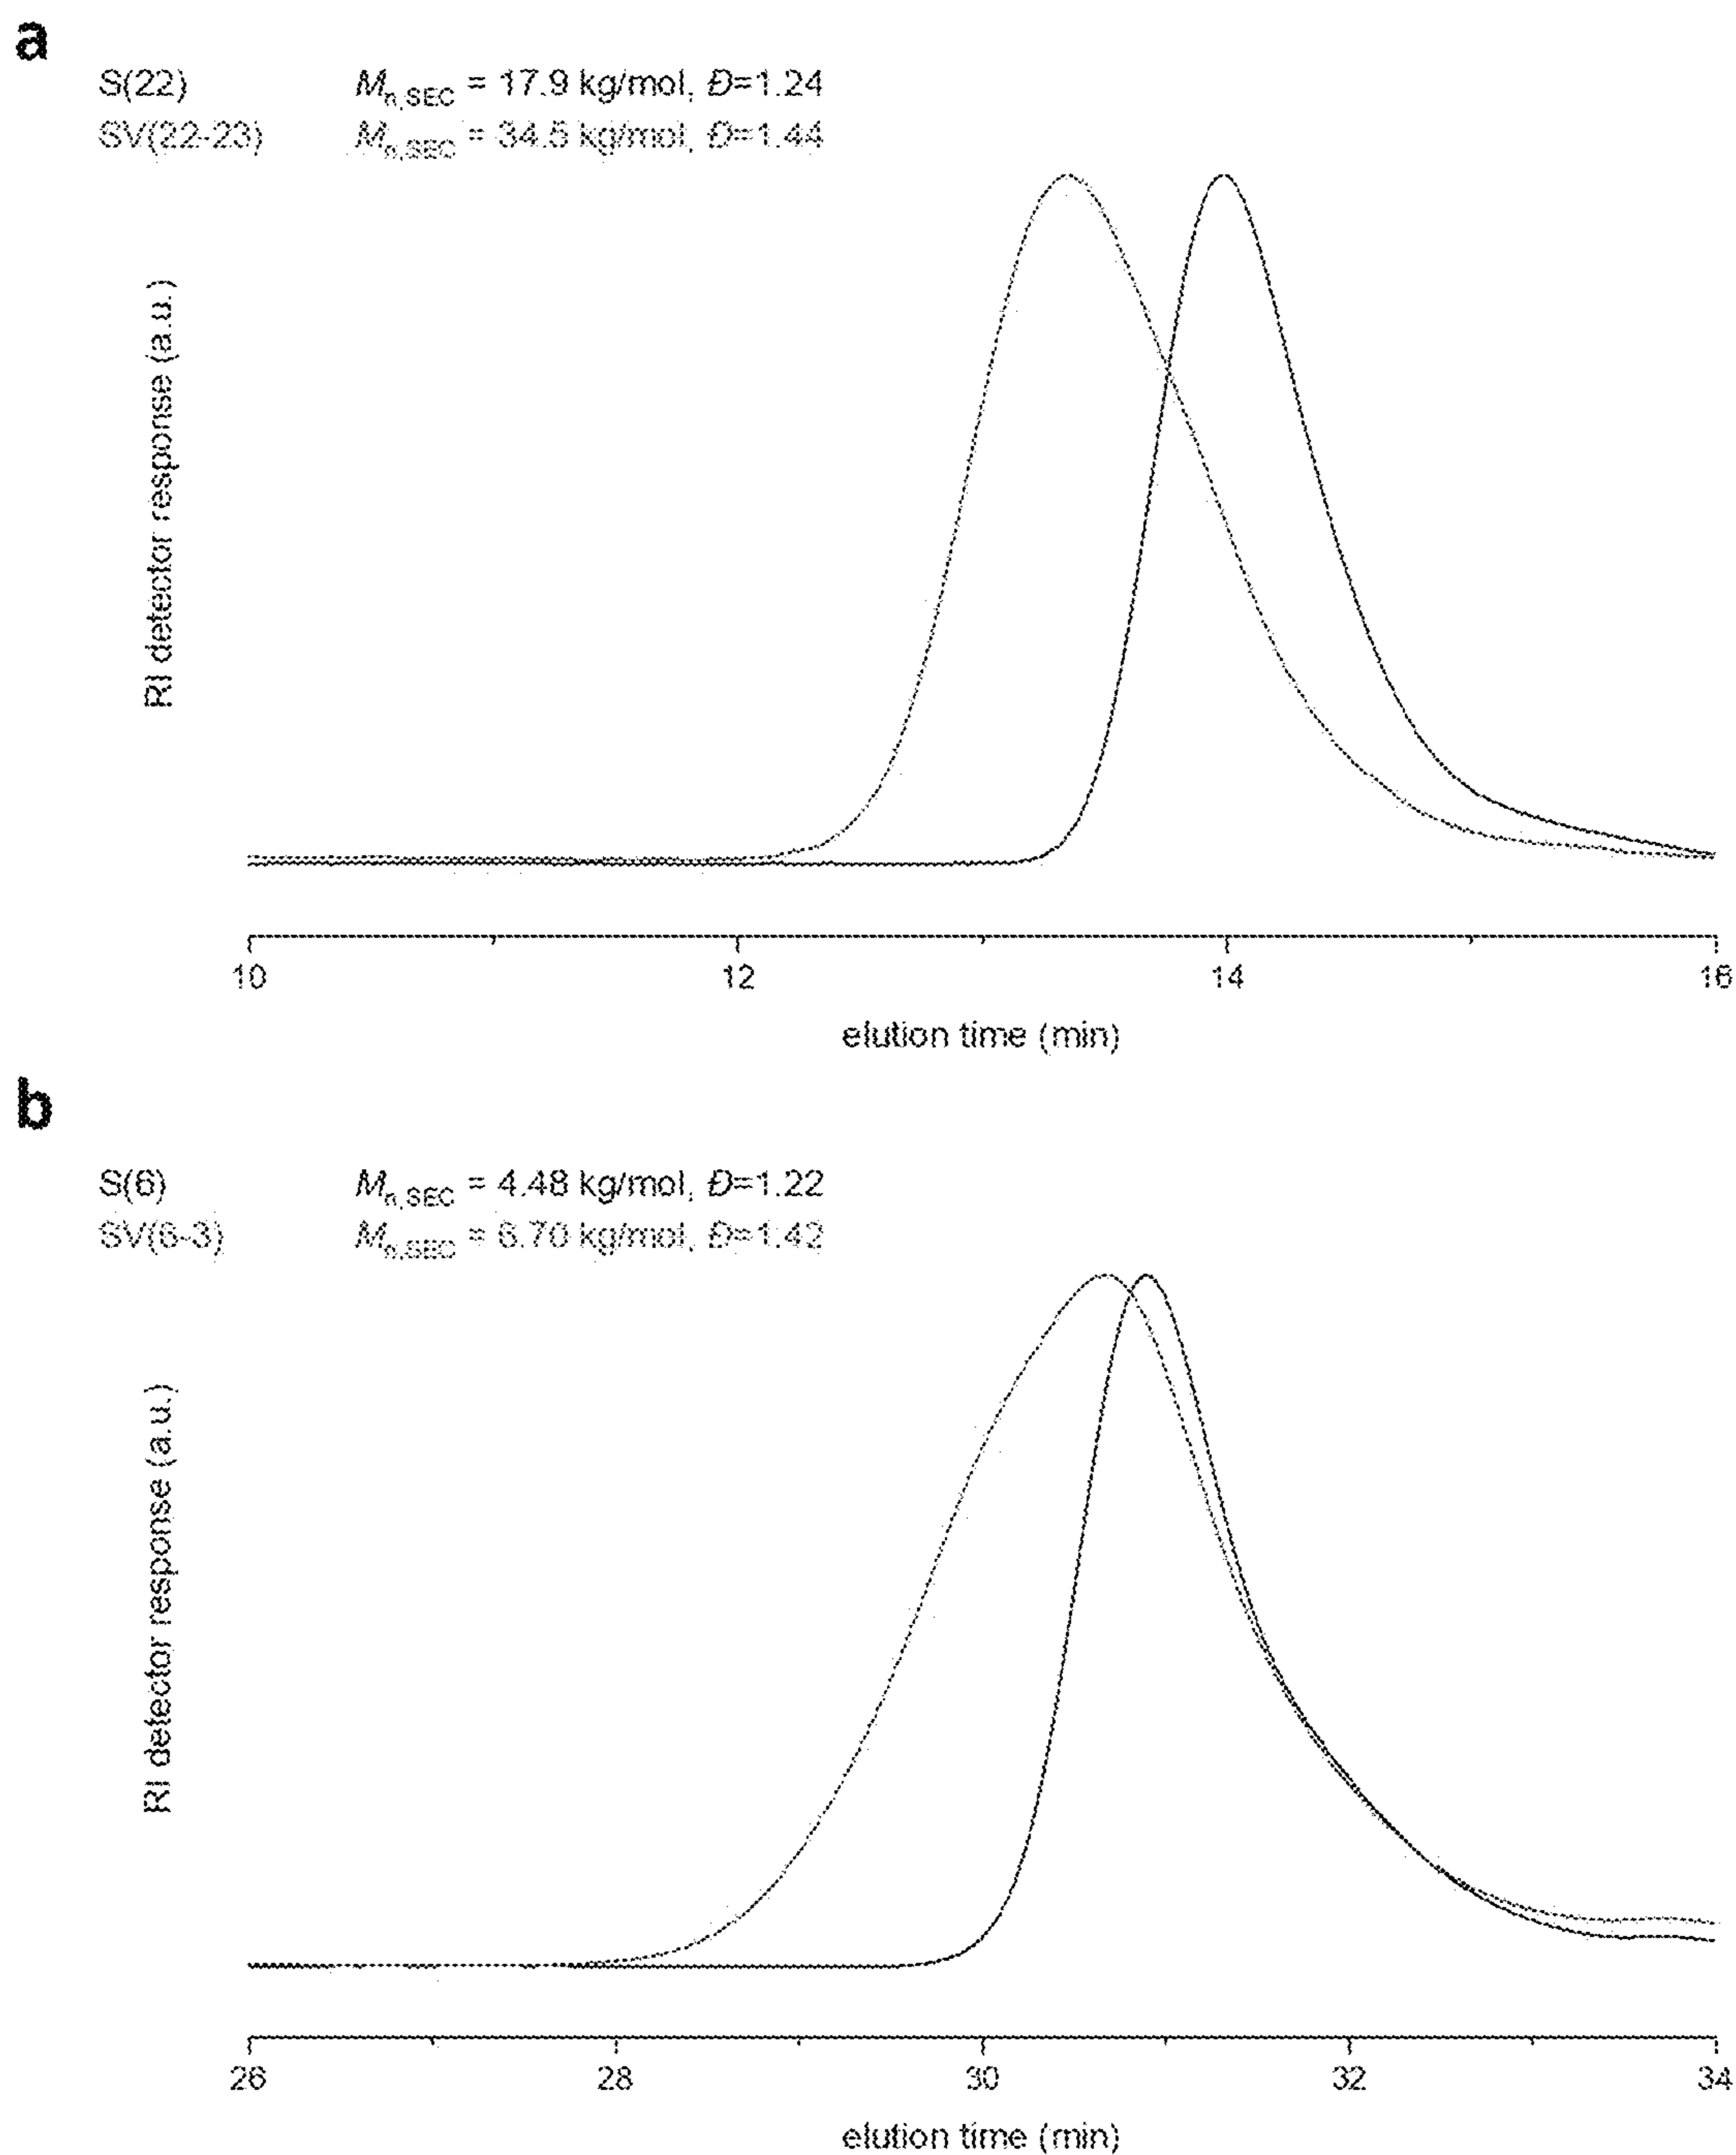 a
S(22) Mn,SEC = 17.9 kg/mol, Đ=1.24
SV(22-23) Mn,SEC = 34.5 kg/mol, Đ=1.44
RI detector response (a.u.)
10 12 14 16
elution time (min)
b
S(6) Mn,SEC = 4.48 kg/mol, Đ=1.22
SV(6-3) Mn,SEC = 6.70 kg/mol, Đ=1.42
RI detector response (a.u.)
26 28 30 32 34
elution time (min)